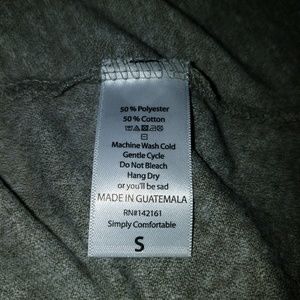 50% Polyester
50% Cotton
Machine Wash Cold
Gentle Cycle
Do Not Bleach
Hang Dry
or you'll be sad
MADE IN GUATEMALA
RN#142161
Simply Comfortable
S